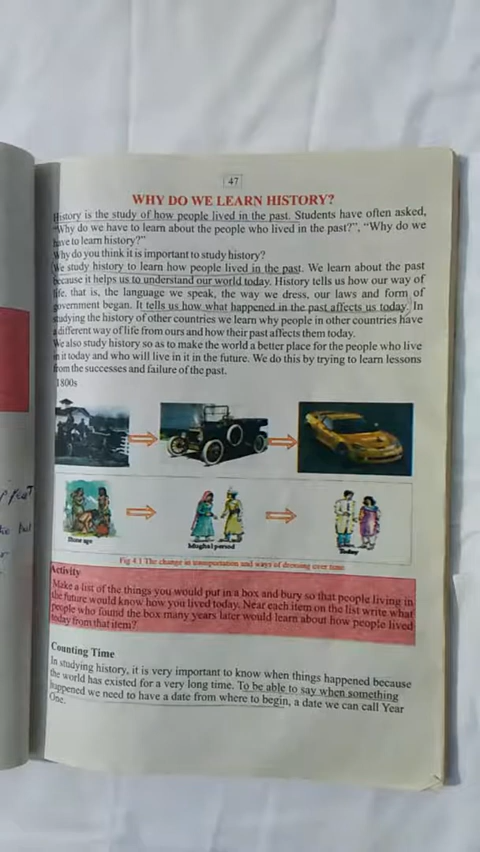 47
WHY DO WE LEARN HISTORY?
History is the study of how people lived in the past. Students have often asked,
"Why do we have to learn about the people who lived in the past?", "Why do we
have to learn history?"
Why do you think it is important to study history?
We study history to learn how people lived in the past. We learn about the past
because it helps us to understand our world today. History tells us how our way of
life, that is, the language we speak, the way we dress, our laws and form of
government began. It tells us how what happened in the past affects us today. In
studying the history of other countries we learn why people in other countries have
a different way of life from ours and how their past affects them today.
We also study history so as to make the world a better place for the people who live
in it today and who will live in it in the future. We do this by trying to learn lessons
from the successes and failure of the past.
1800s
Stone age
Mughal period
Today
Fig 4.1 The change in transportation and ways of dressing over time
Activity
Make a list of the things you would put in a box and bury so that people living in
the future would know how you lived today. Near each item on the list write what
people who found the box many years later would learn about how people lived
today from that item?
Counting Time
In studying history, it is very important to know when things happened because
the world has existed for a very long time. To be able to say when something
happened we need to have a date from where to begin, a date we can call Year
One.